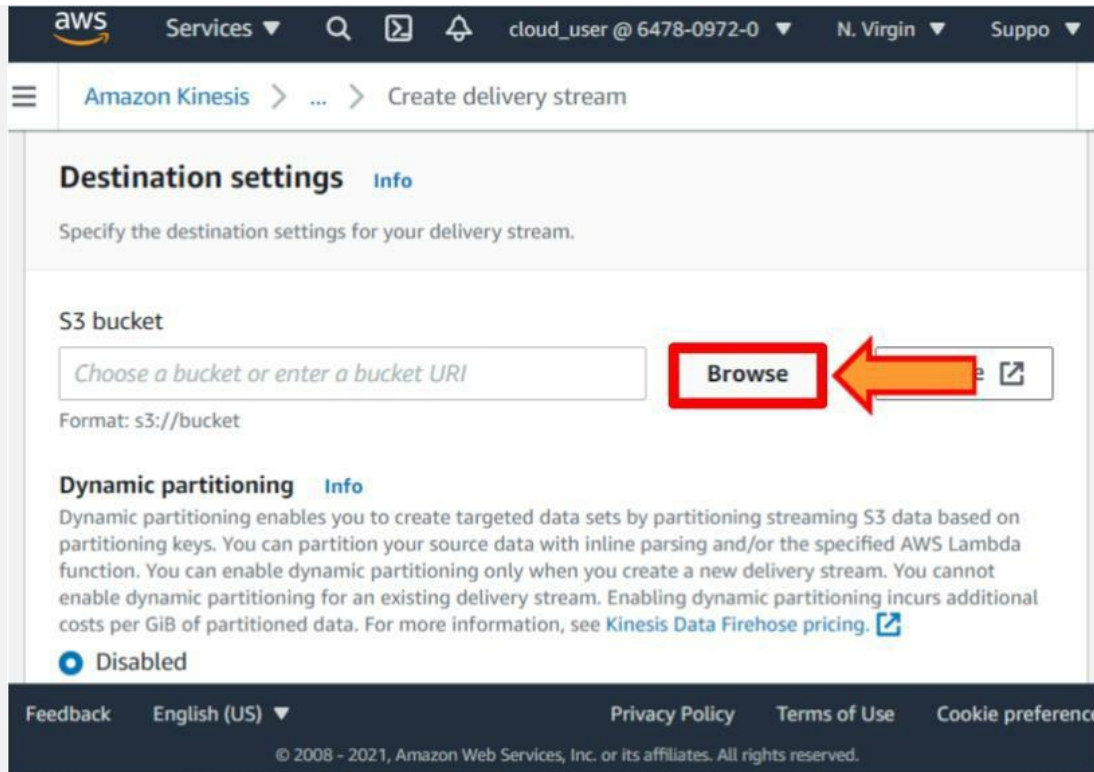 aws Services ▼ cloud_user @ 6478-0972-0 ▼ N. Virgin ▼ Suppo ▼
Amazon Kinesis > ... > Create delivery stream
Destination settings Info
Specify the destination settings for your delivery stream.
S3 bucket
Choose a bucket or enter a bucket URI Browse
Format: s3://bucket
Dynamic partitioning Info
Dynamic partitioning enables you to create targeted data sets by partitioning streaming S3 data based on
partitioning keys. You can partition your source data with inline parsing and/or the specified AWS Lambda
function. You can enable dynamic partitioning only when you create a new delivery stream. You cannot
enable dynamic partitioning for an existing delivery stream. Enabling dynamic partitioning incurs additional
costs per GiB of partitioned data. For more information, see Kinesis Data Firehose pricing.
Disabled
Feedback English (US) ▼ Privacy Policy Terms of Use Cookie preference
© 2008 - 2021, Amazon Web Services, Inc. or its affiliates. All rights reserved.